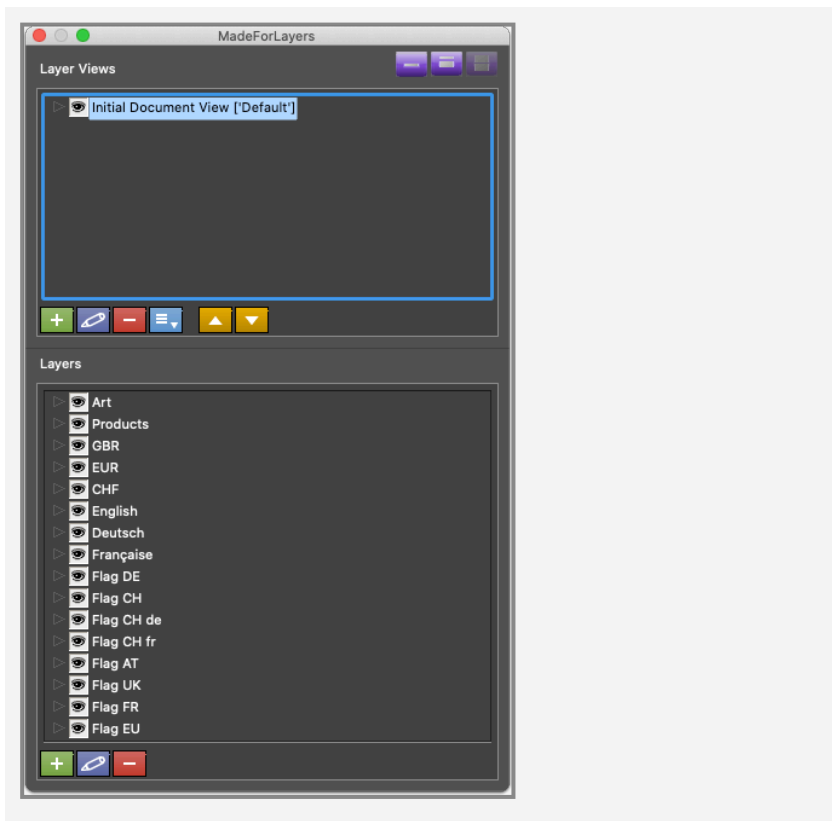 MadeForLayers
Layer Views
Initial Document View ['Default']
Layers
Art
Products
GBR
EUR
CHF
English
Deutsch
Française
Flag DE
Flag CH
Flag CH de
Flag CH fr
Flag AT
Flag UK
Flag FR
Flag EU